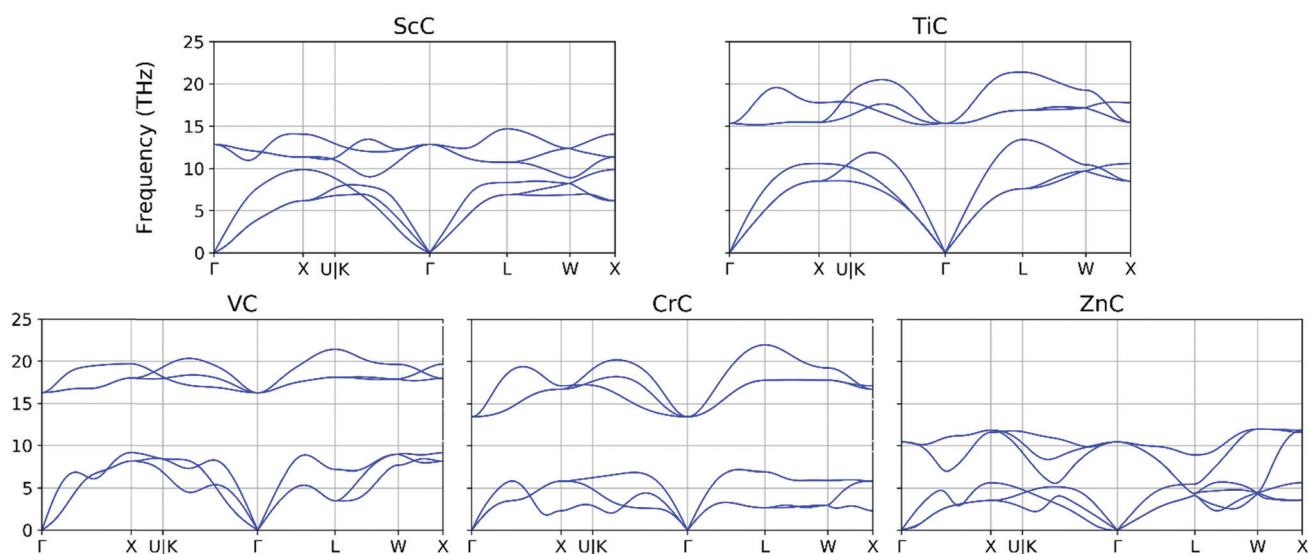 ScC
TiC
Frequency (THz)
25
20
15
10
5
0
Γ X U|K Γ L W X
Γ X U|K Γ L W X
VC
CrC
ZnC
25
20
15
10
5
0
Γ X U|K Γ L W X
Γ X U|K Γ L W X
Γ X U|K Γ L W X